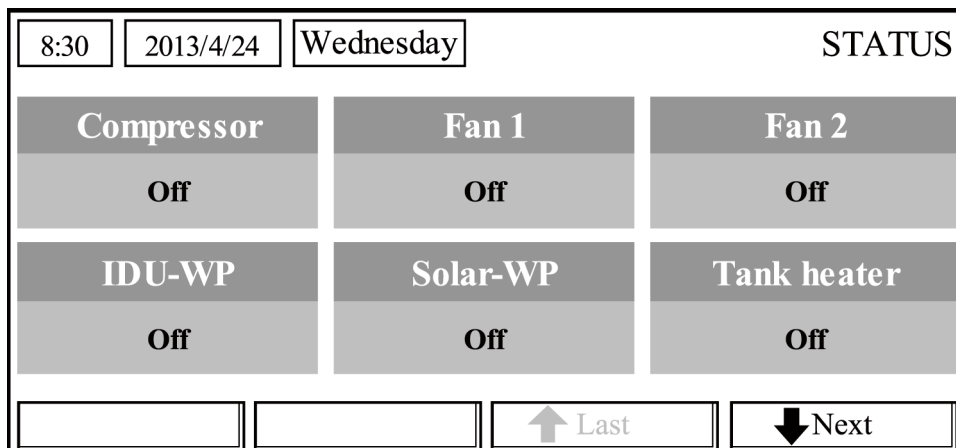 8:30 2013/4/24 Wednesday STATUS
Compressor Fan 1 Fan 2
Off Off Off
IDU-WP Solar-WP Tank heater
Off Off Off
Last Next